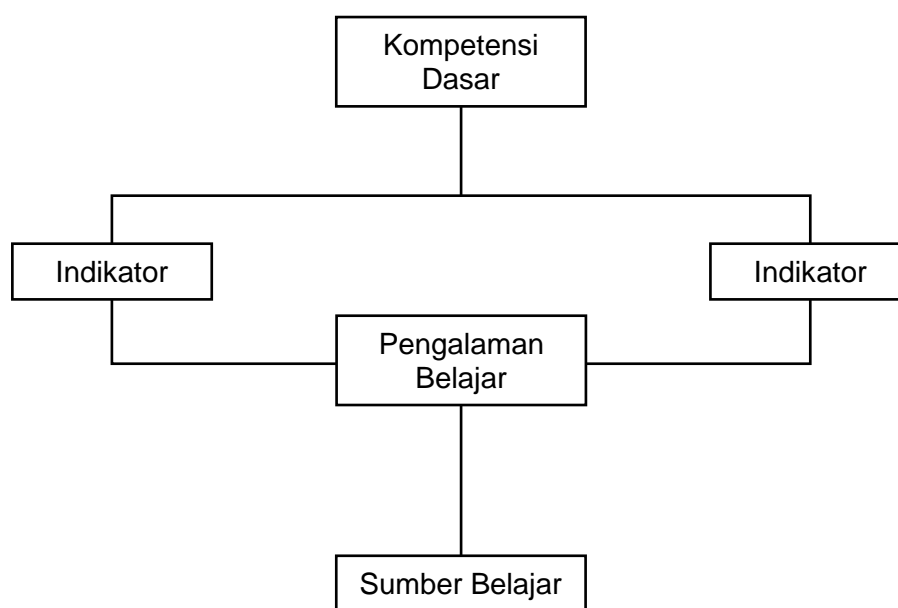 Kompetensi
Dasar
Indikator
Indikator
Pengalaman
Belajar
Sumber Belajar